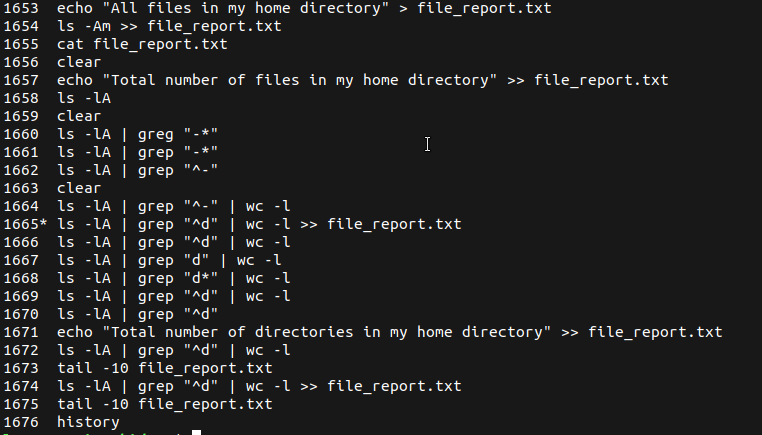 1653 echo "All files in my home directory" > file_report.txt
1654 ls -Am >> file_report.txt
1655 cat file_report.txt
1656 clear
1657 echo "Total number of files in my home directory" >> file_report.txt
1658 ls -lA
1659 clear
1660 ls -lA | greg "-*"
1661 ls -lA | grep "-*"
1662 ls -lA | grep "^-"
1663 clear
1664 ls -lA | grep "^-" | wc -l
1665* ls -lA | grep "^d" | wc -l >> file_report.txt
1666 ls -lA | grep "^d" | wc -l
1667 ls -lA | grep "d" | wc -l
1668 ls -lA | grep "d*" | wc -l
1669 ls -lA | grep "^d" | wc -l
1670 ls -lA | grep "^d"
1671 echo "Total number of directories in my home directory" >> file_report.txt
1672 ls -lA | grep "^d" | wc -l
1673 tail -10 file_report.txt
1674 ls -lA | grep "^d" | wc -l >> file_report.txt
1675 tail -10 file_report.txt
1676 history